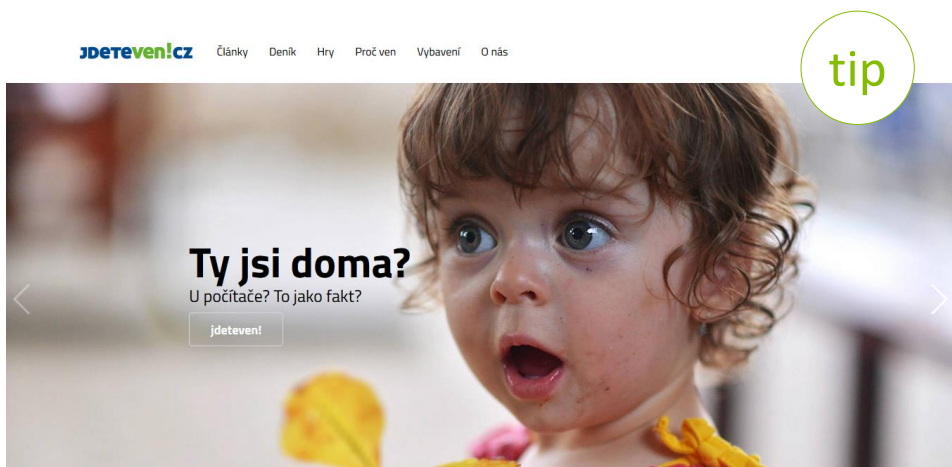 JDETEven!CZ Články Deník Hry Proč ven Vybavení O nás
tip
Ty jsi doma?
U počítače? To jako fakt?
jdeteven!